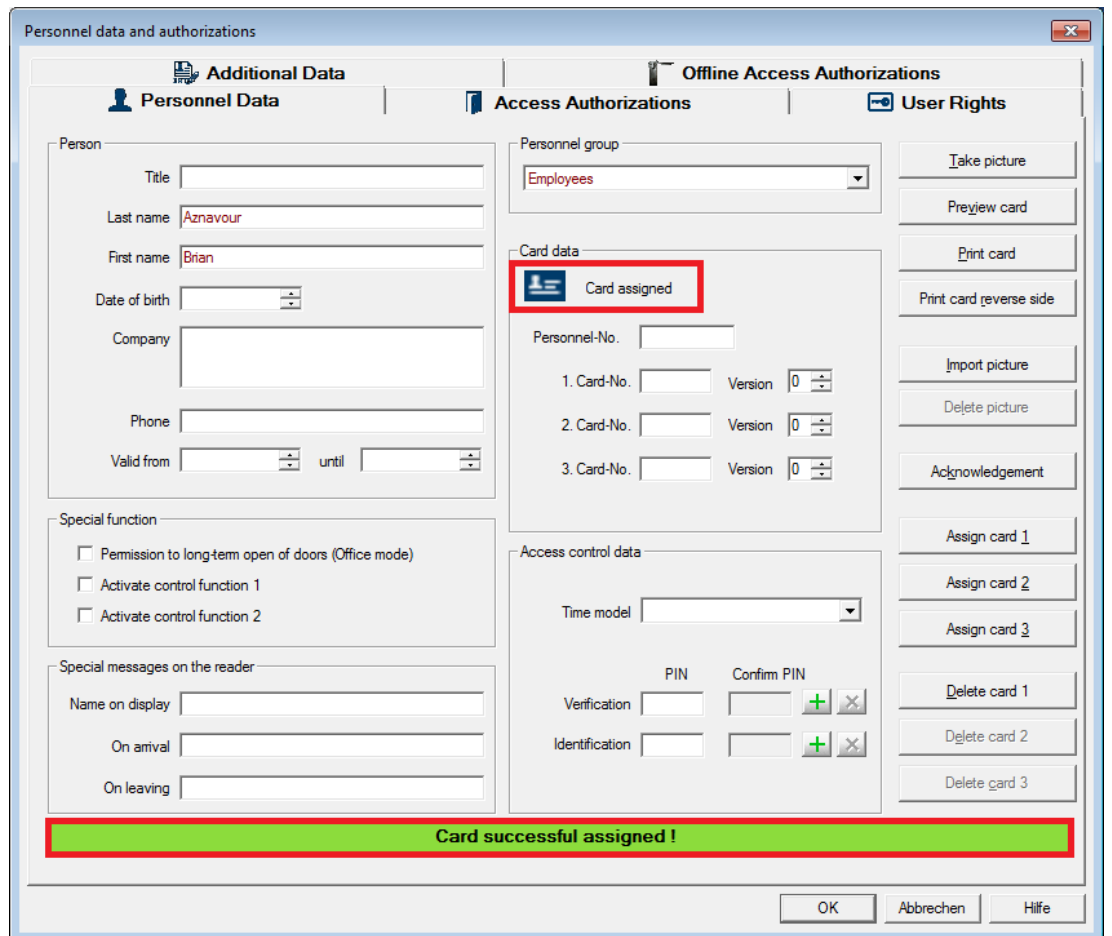 Personnel data and authorizations
Additional Data
Offline Access Authorizations
Personnel Data
Access Authorizations
User Rights
Person
Title
Last name Aznavour
First name Brian
Date of birth
Company
Phone
Valid from until
Special function
Permission to long-term open of doors (Office mode)
Activate control function 1
Activate control function 2
Special messages on the reader
Name on display
On arrival
On leaving
Personnel group
Employees
Card data
Card assigned
Personnel-No.
1. Card-No. Version 0
2. Card-No. Version 0
3. Card-No. Version 0
Access control data
Time model
PIN Confirm PIN
Verification
Identification
Take picture
Preview card
Print card
Print card reverse side
Import picture
Delete picture
Acknowledgement
Assign card 1
Assign card 2
Assign card 3
Delete card 1
Delete card 2
Delete card 3
Card successful assigned !
OK Abbrechen Hilfe